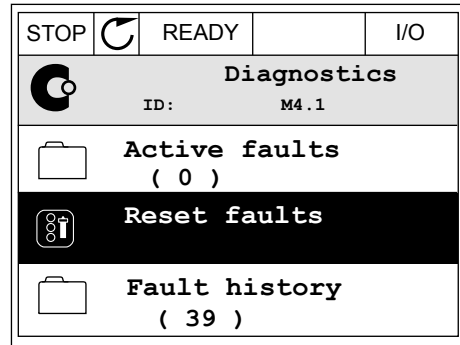 STOP READY I/O
Diagnostics
ID: M4.1
Active faults
( 0 )
Reset faults
Fault history
( 39 )